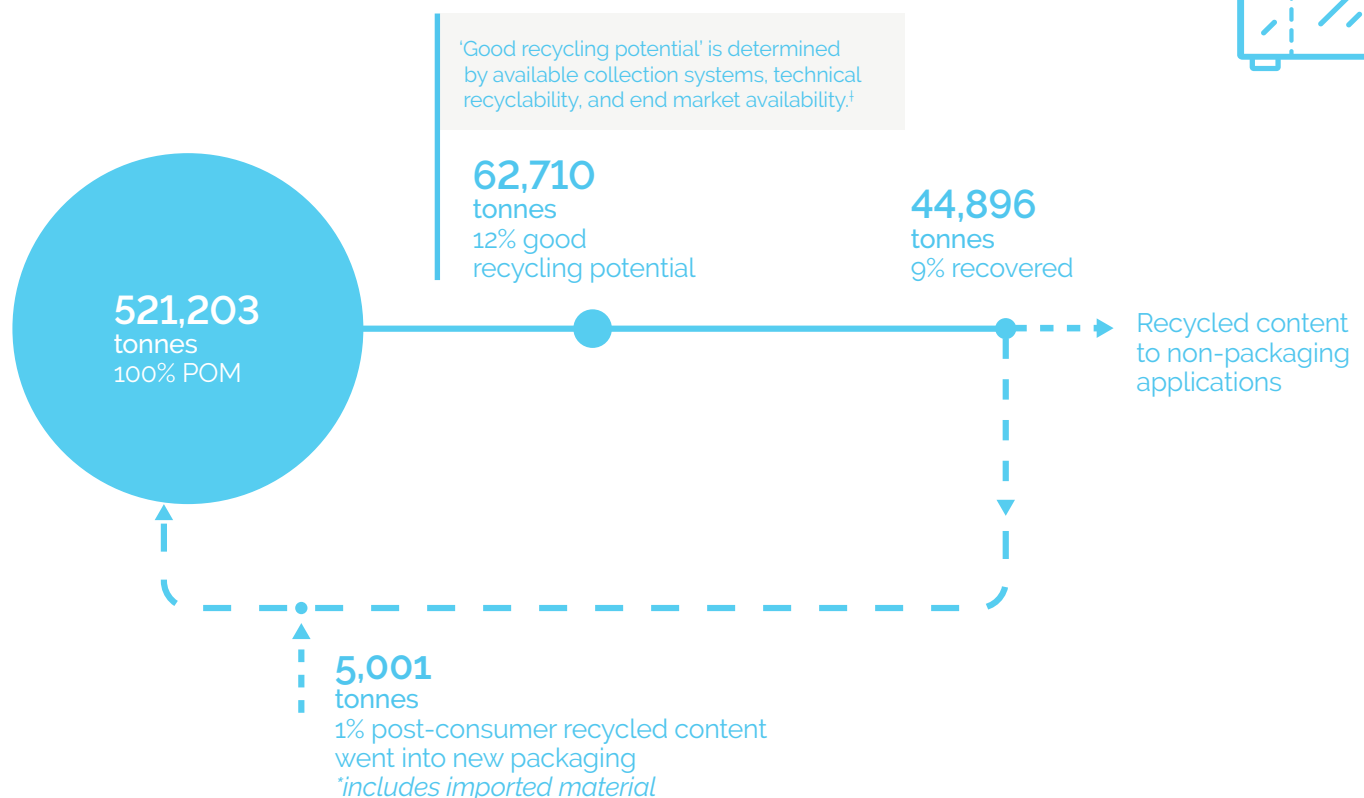 ‘Good recycling potential’ is determined
by available collection systems, technical
recyclability, and end market availability.ƚ
62,710
tonnes
12% good
recycling potential
44,896
tonnes
9% recovered
521,203
tonnes
100% POM
Recycled content
to non-packaging
applications
5,001
tonnes
1% post-consumer recycled content
went into new packaging
*includes imported material